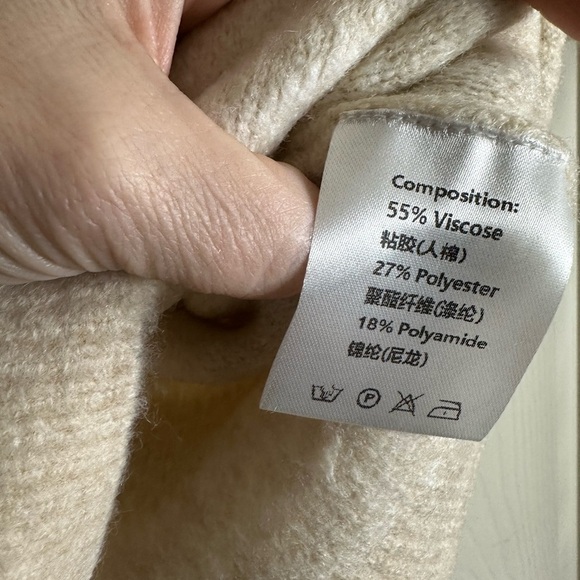 Composition:
55% Viscose
粘胶(人棉)
27% Polyester
聚酯纤维(涤纶)
18% Polyamide
锦纶(尼龙)
P